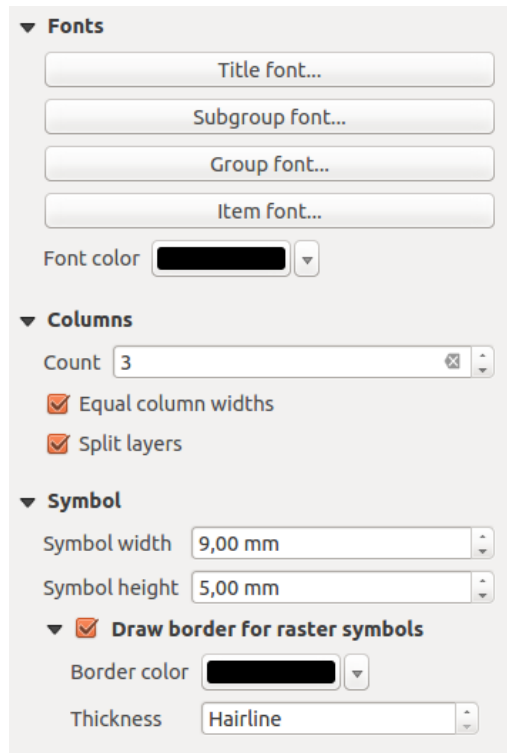 Fonts
Title font...
Subgroup font...
Group font...
Item font...
Font color
Columns
Count 3
Equal column widths
Split layers
Symbol
Symbol width 9,00 mm
Symbol height 5,00 mm
Draw border for raster symbols
Border color
Thickness Hairline